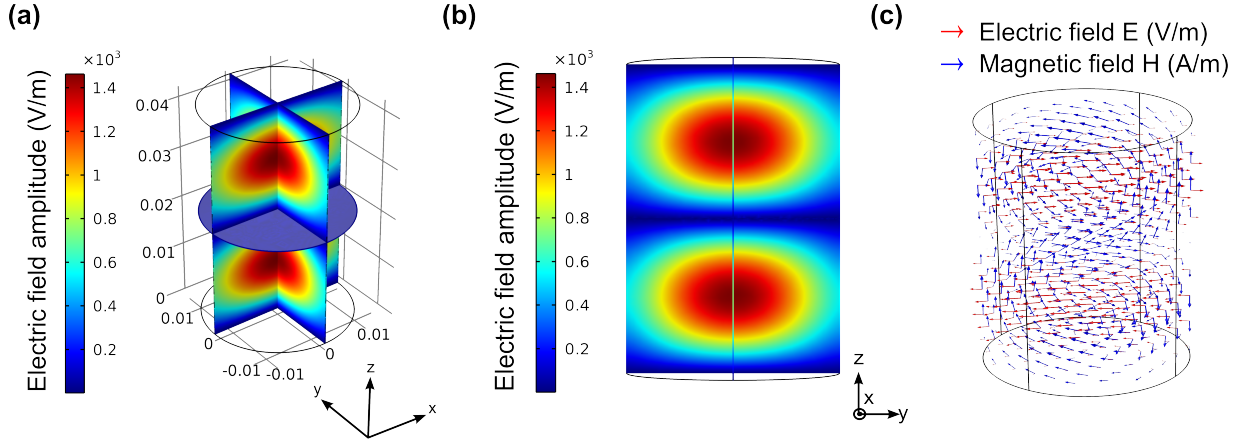 (a)
Electric field amplitude (V/m)
×10³
1.4
1.2
1
0.8
0.6
0.4
0.2
0.04
0.03
0.02
0.01
0
0.01
0
-0.01
-0.01
0
0.01
z
y
x
(b)
Electric field amplitude (V/m)
×10³
1.4
1.2
1
0.8
0.6
0.4
0.2
z
x
y
(c)
Electric field E (V/m)
Magnetic field H (A/m)